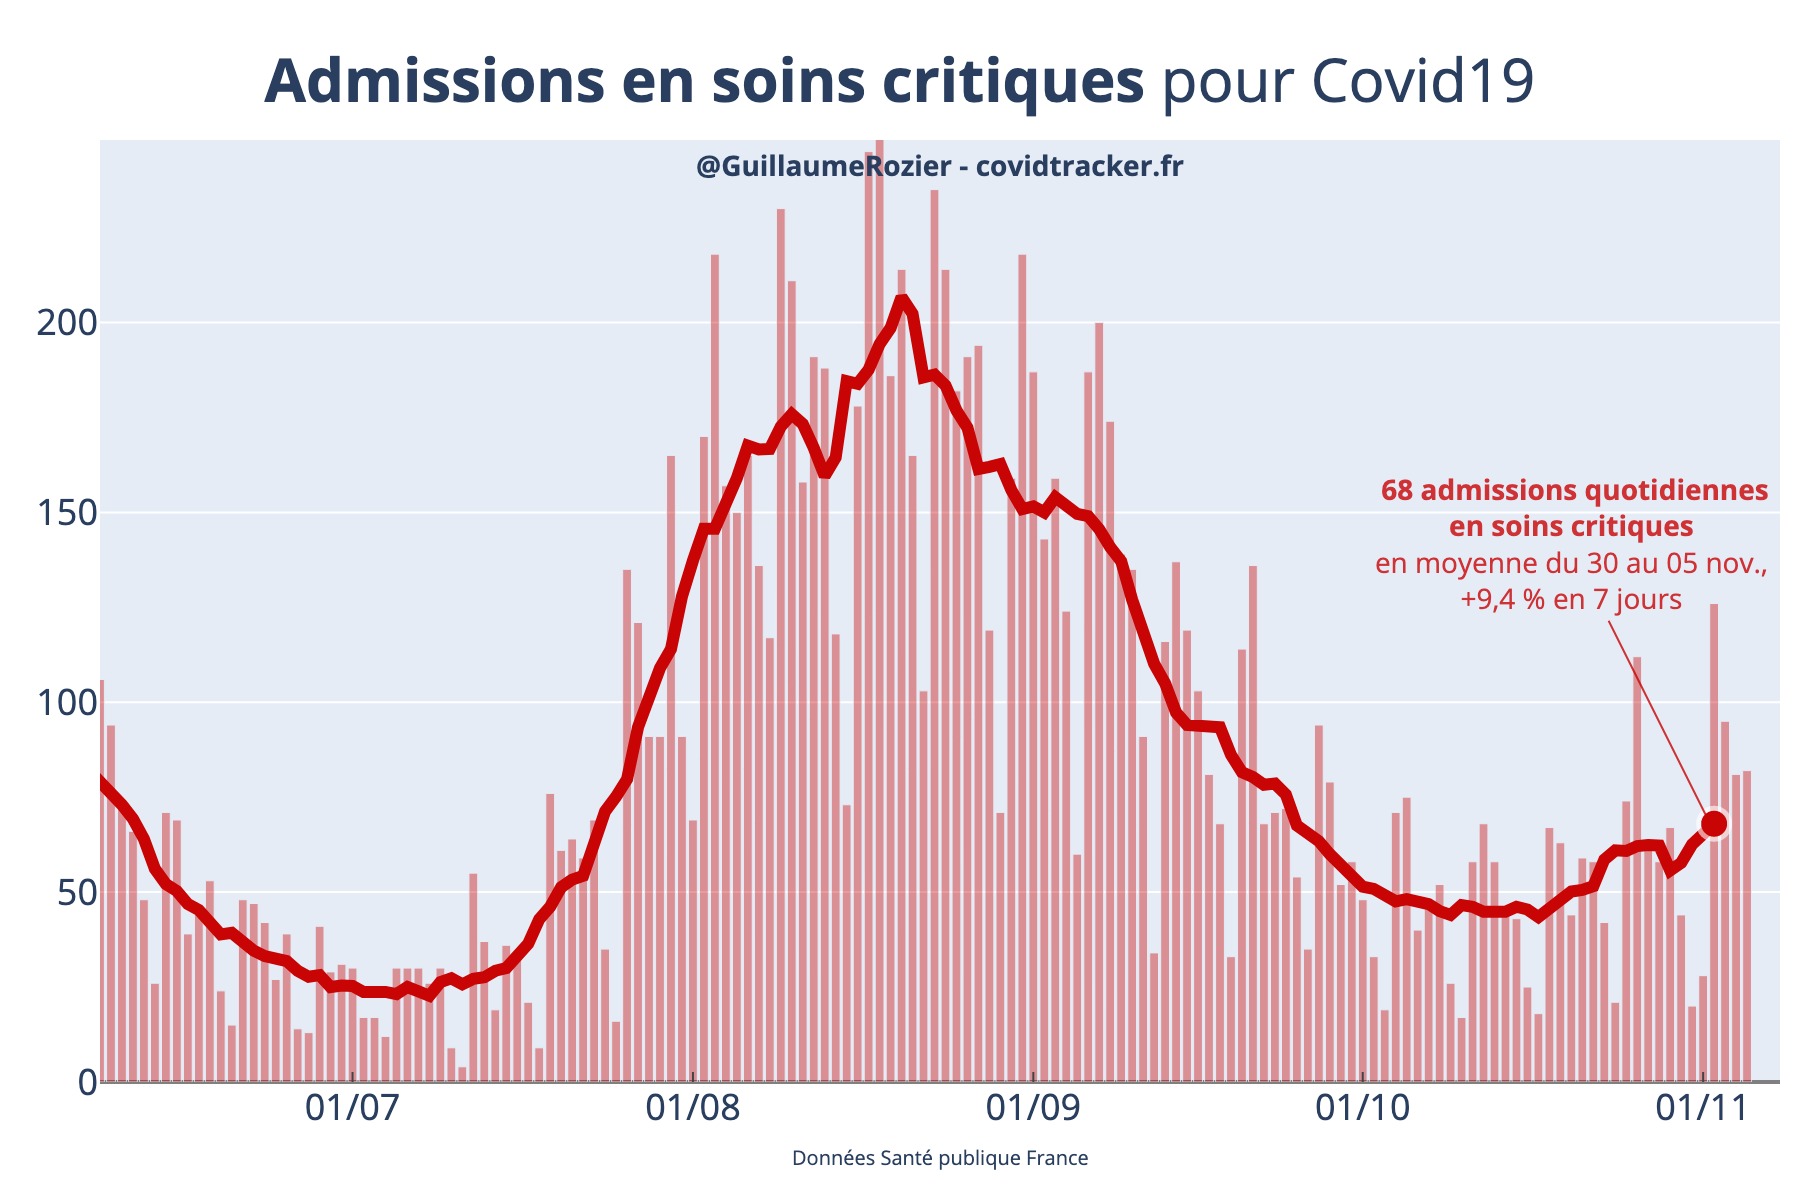 Admissions en soins critiques pour Covid19
@GuillaumeRozier - covidtracker.fr
200
150
100
50
0
68 admissions quotidiennes
en soins critiques
en moyenne du 30 au 05 nov.,
+9,4 % en 7 jours
01/07
01/08
01/09
01/10
01/11
Données Santé publique France